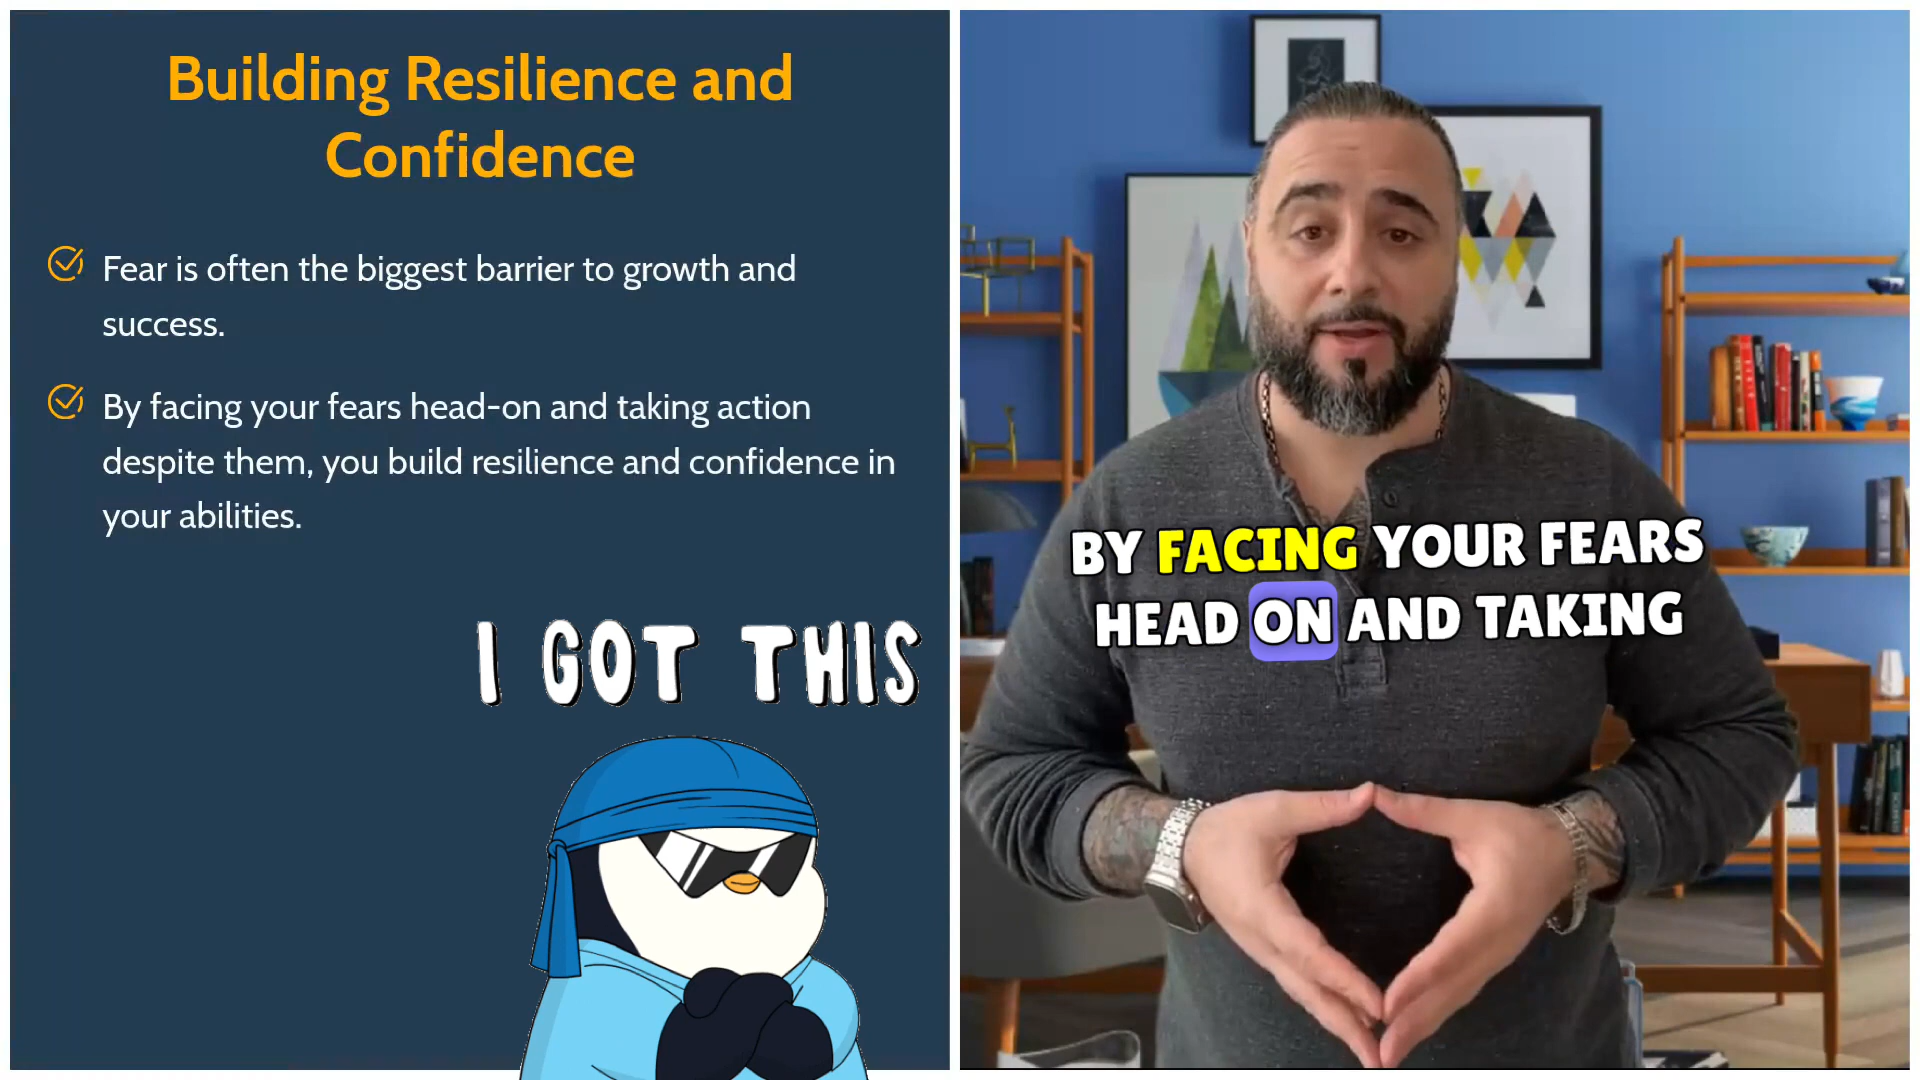 Building Resilience and
Confidence
Fear is often the biggest barrier to growth and
success.
By facing your fears head-on and taking action
despite them, you build resilience and confidence in
your abilities.
I GOT THIS
BY FACING YOUR FEARS
HEAD ON AND TAKING